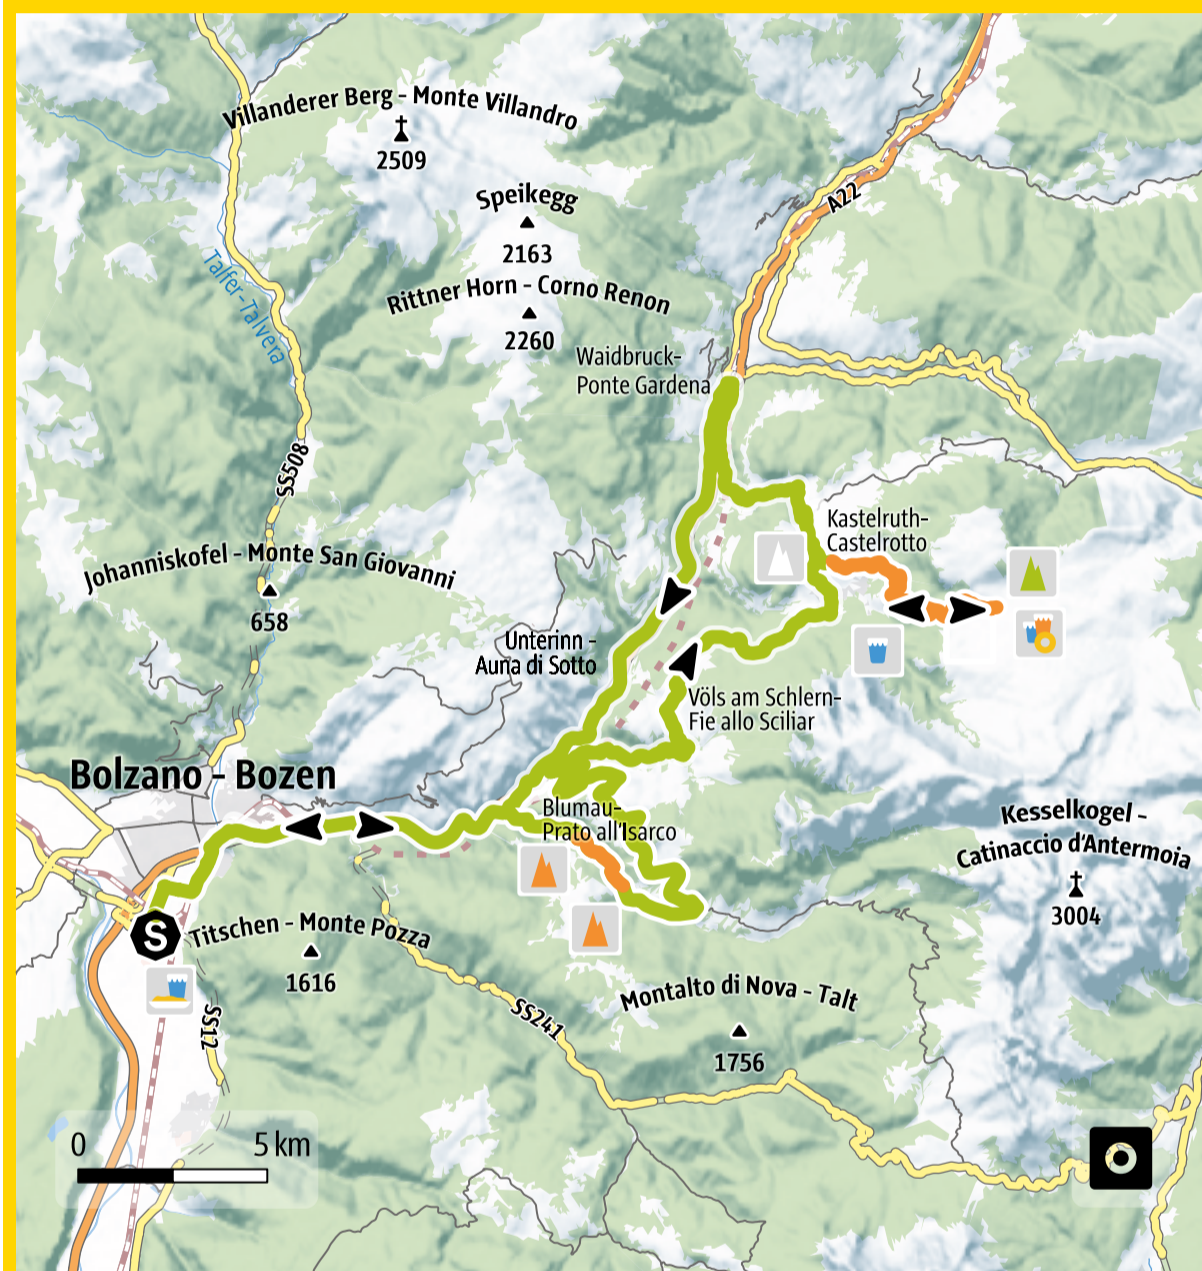 Villanderer Berg - Monte Villandro
2509
Speikegg
2163
Rittner Horn - Corno Renon
2260
A22
Talfer-Talvera
Waidbruck-
Ponte Gardena
SS508
Kastelruth-
Castelrotto
Johanniskofel - Monte San Giovanni
658
Unterinn -
Auna di Sotto
Völs am Schlern-
Fie allo Sciliar
Bolzano - Bozen
Blumau-
Prato all'Isarco
Kesselkogel -
Catinaccio d'Antermoia
3004
S
Titschen - Monte Pozza
1616
Montalto di Nova - Talt
1756
SS12
SS241
0 5 km